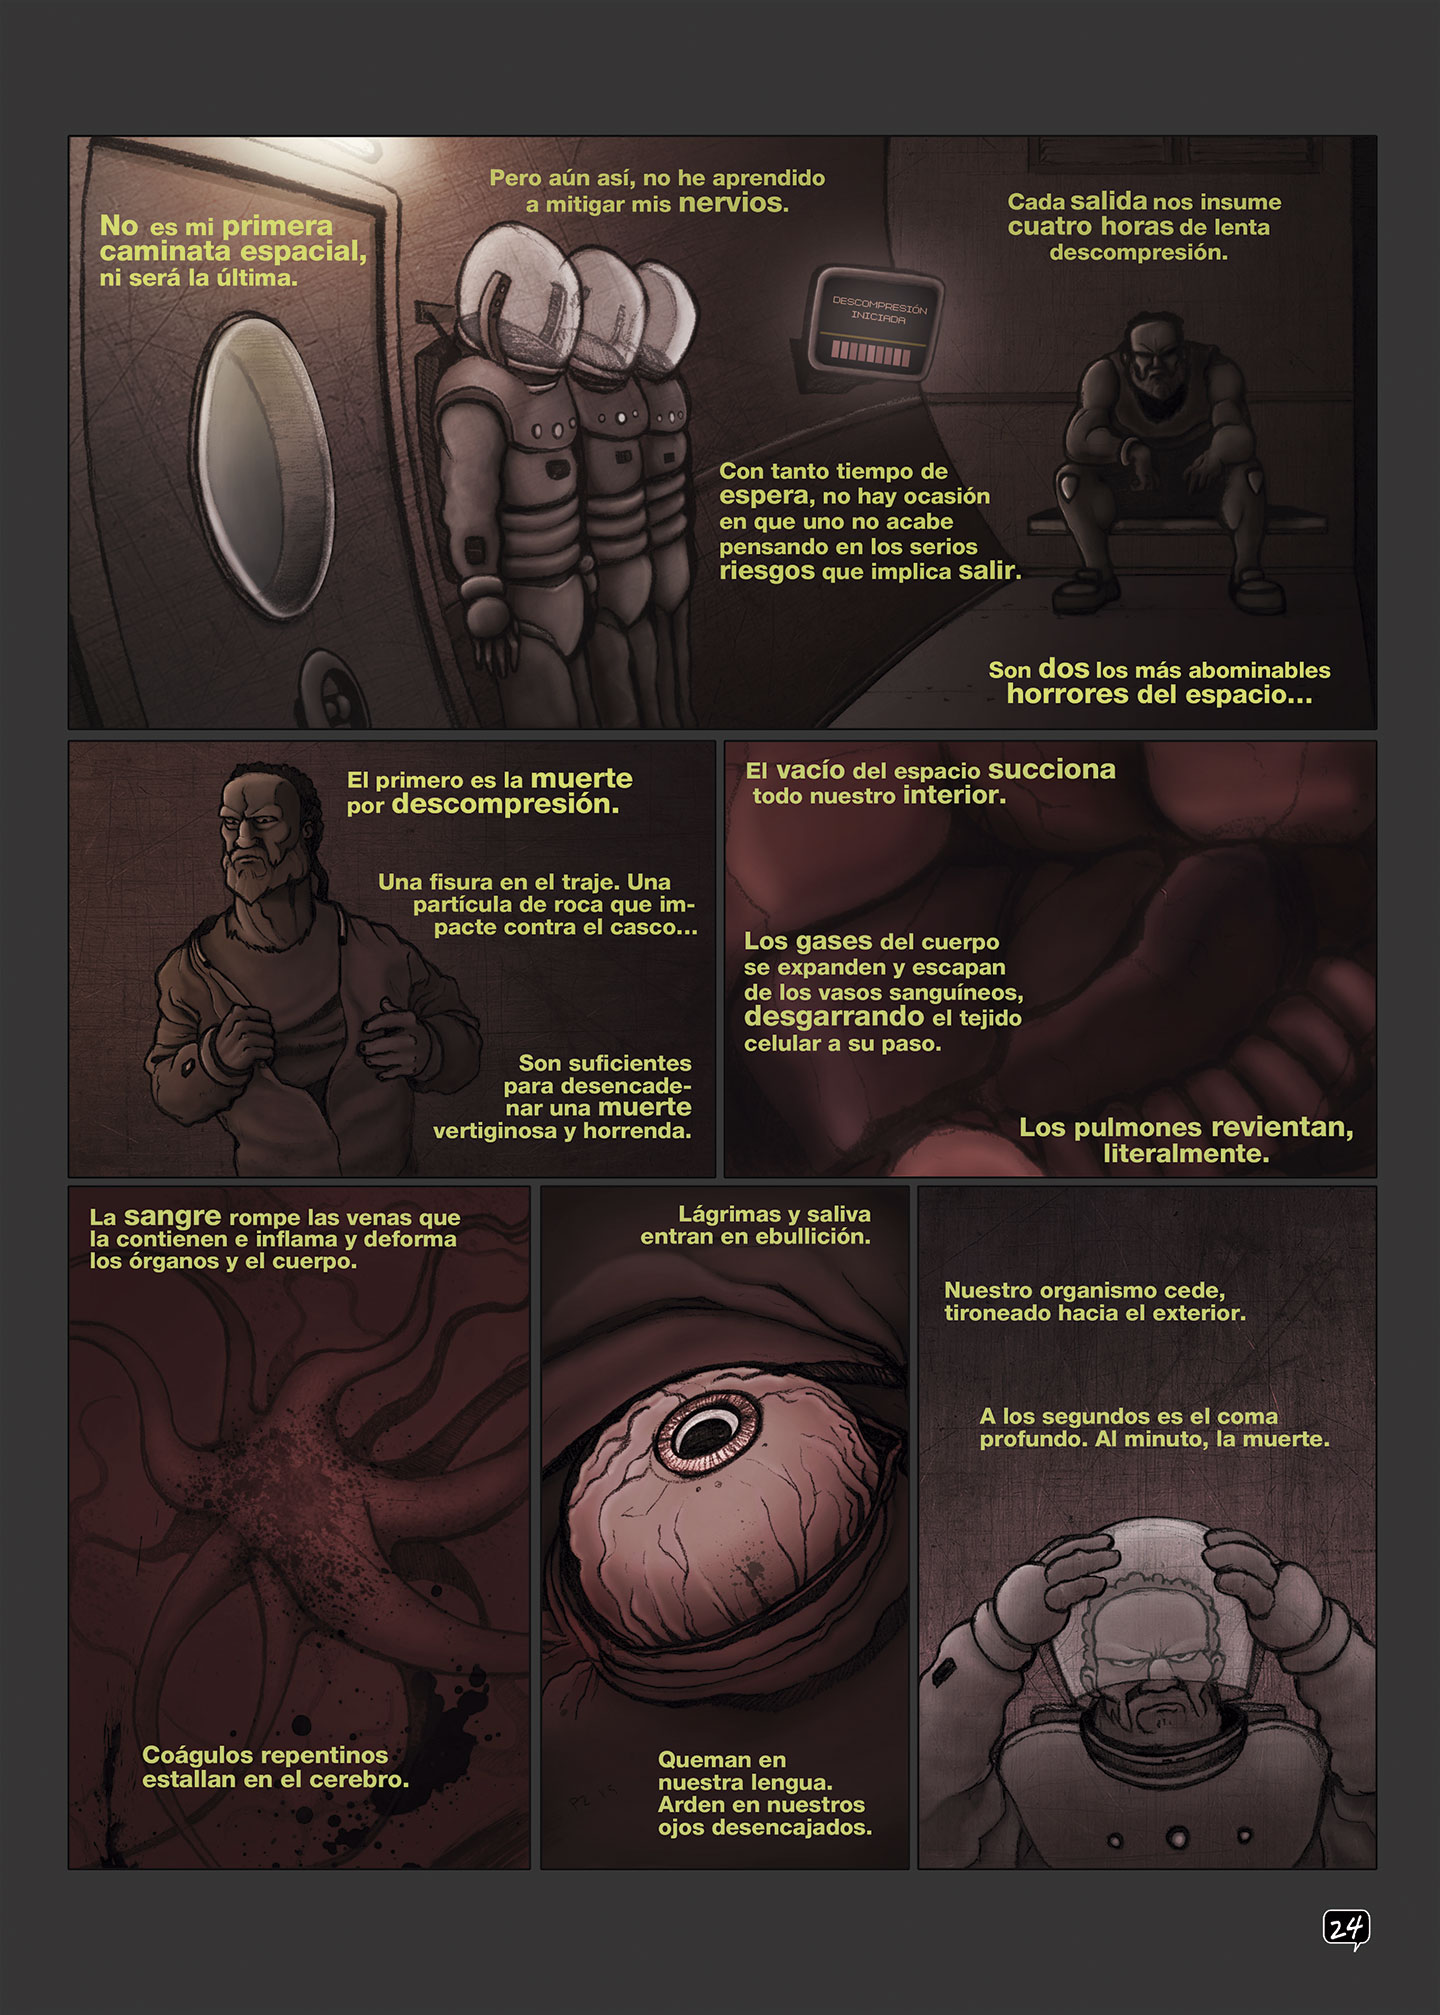 No es mi primera
caminata espacial,
ni será la última.
Pero aún así, no he aprendido
a mitigar mis nervios.
Cada salida nos insume
cuatro horas de lenta
descompresión.
DESCOMPRESIÓN
INICIADA
Con tanto tiempo de
espera, no hay ocasión
en que uno no acabe
pensando en los serios
riesgos que implica salir.
Son dos los más abominables
horrores del espacio...
El primero es la muerte
por descompresión.
Una fisura en el traje. Una
partícula de roca que im-
pacte contra el casco...
Son suficientes
para desencade-
nar una muerte
vertiginosa y horrenda.
El vacío del espacio succiona
todo nuestro interior.
Los gases del cuerpo
se expanden y escapan
de los vasos sanguíneos,
desgarrando el tejido
celular a su paso.
Los pulmones revientan,
literalmente.
La sangre rompe las venas que
la contienen e inflama y deforma
los órganos y el cuerpo.
Coágulos repentinos
estallan en el cerebro.
Lágrimas y saliva
entran en ebullición.
Queman en
nuestra lengua.
Arden en nuestros
ojos desencajados.
Nuestro organismo cede,
tironeado hacia el exterior.
A los segundos es el coma
profundo. Al minuto, la muerte.
24